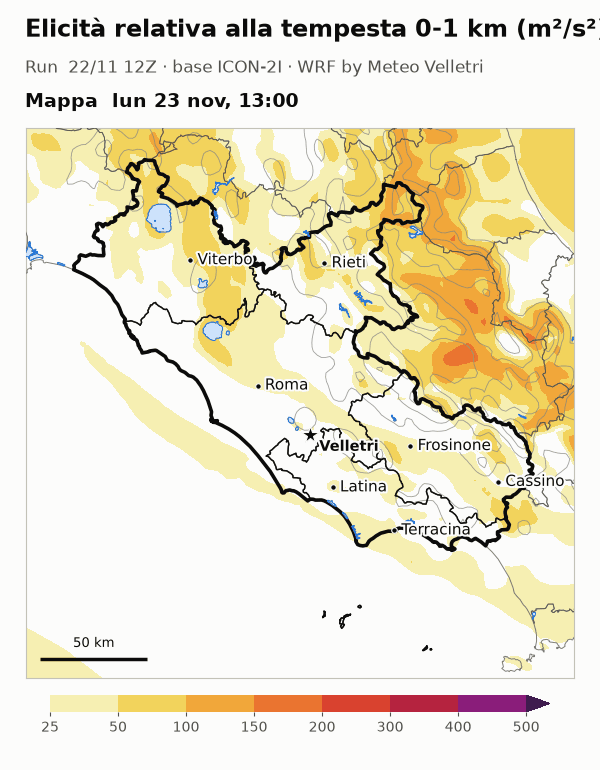 Elicità relativa alla tempesta 0-1 km (m²/s²)
Run  22/11 12Z · base ICON-2I · WRF by Meteo Velletri
Mappa  lun 23 nov, 13:00
Viterbo
Rieti
Roma
Velletri
Frosinone
Cassino
Latina
Terracina
50 km
25 50 100 150 200 300 400 500